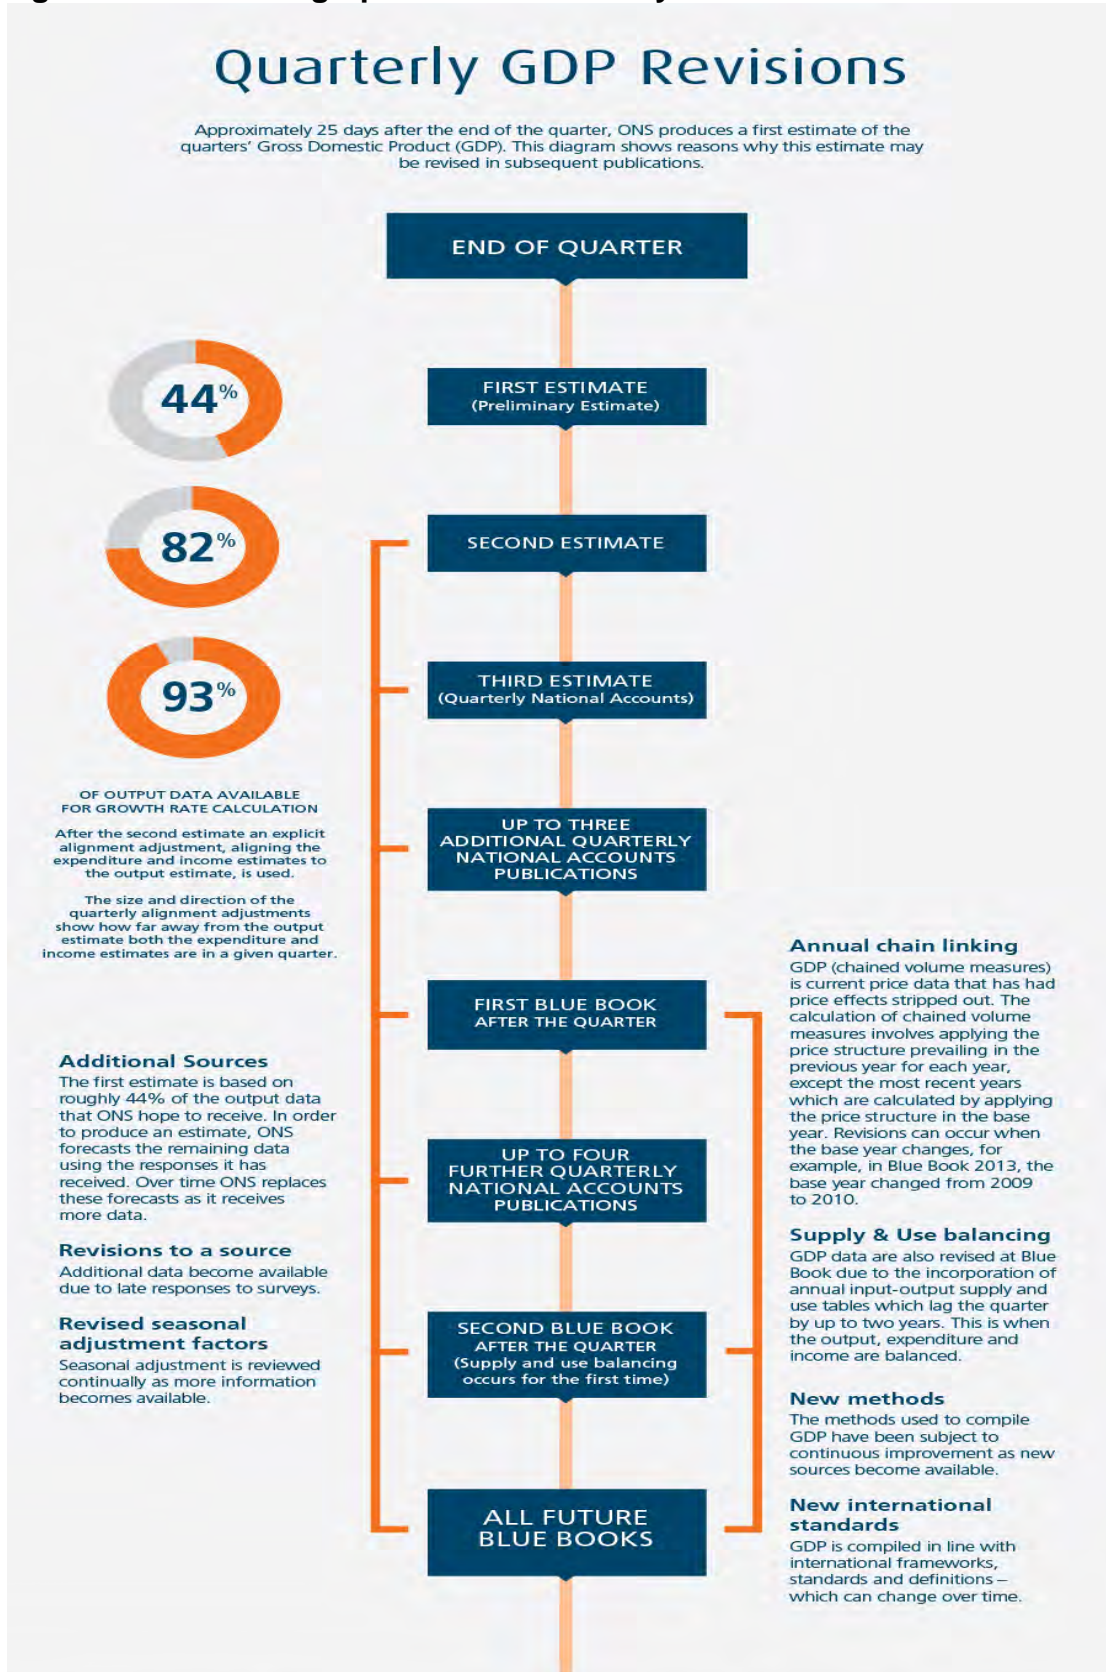 Quarterly GDP Revisions
Approximately 25 days after the end of the quarter, ONS produces a first estimate of the
quarters' Gross Domestic Product (GDP). This diagram shows reasons why this estimate may
be revised in subsequent publications.
END OF QUARTER
44%
FIRST ESTIMATE
(Preliminary Estimate)
82%
SECOND ESTIMATE
93%
THIRD ESTIMATE
(Quarterly National Accounts)
OF OUTPUT DATA AVAILABLE
FOR GROWTH RATE CALCULATION
After the second estimate an explicit
alignment adjustment, aligning the
expenditure and income estimates to
the output estimate, is used.
The size and direction of the
quarterly alignment adjustments
show how far away from the output
estimate both the expenditure and
income estimates are in a given quarter.
UP TO THREE
ADDITIONAL QUARTERLY
NATIONAL ACCOUNTS
PUBLICATIONS
FIRST BLUE BOOK
AFTER THE QUARTER
UP TO FOUR
FURTHER QUARTERLY
NATIONAL ACCOUNTS
PUBLICATIONS
SECOND BLUE BOOK
AFTER THE QUARTER
(Supply and use balancing
occurs for the first time)
ALL FUTURE
BLUE BOOKS
Additional Sources
The first estimate is based on
roughly 44% of the output data
that ONS hope to receive. In order
to produce an estimate, ONS
forecasts the remaining data
using the responses it has
received. Over time ONS replaces
these forecasts as it receives
more data.
Revisions to a source
Additional data become available
due to late responses to surveys.
Revised seasonal
adjustment factors
Seasonal adjustment is reviewed
continually as more information
becomes available.
Annual chain linking
GDP (chained volume measures)
is current price data that has had
price effects stripped out. The
calculation of chained volume
measures involves applying the
price structure prevailing in the
previous year for each year,
except the most recent years
which are calculated by applying
the price structure in the base
year. Revisions can occur when
the base year changes, for
example, in Blue Book 2013, the
base year changed from 2009
to 2010.
Supply & Use balancing
GDP data are also revised at Blue
Book due to the incorporation of
annual input-output supply and
use tables which lag the quarter
by up to two years. This is when
the output, expenditure and
income are balanced.
New methods
The methods used to compile
GDP have been subject to
continuous improvement as new
sources become available.
New international
standards
GDP is compiled in line with
international frameworks,
standards and definitions –
which can change over time.